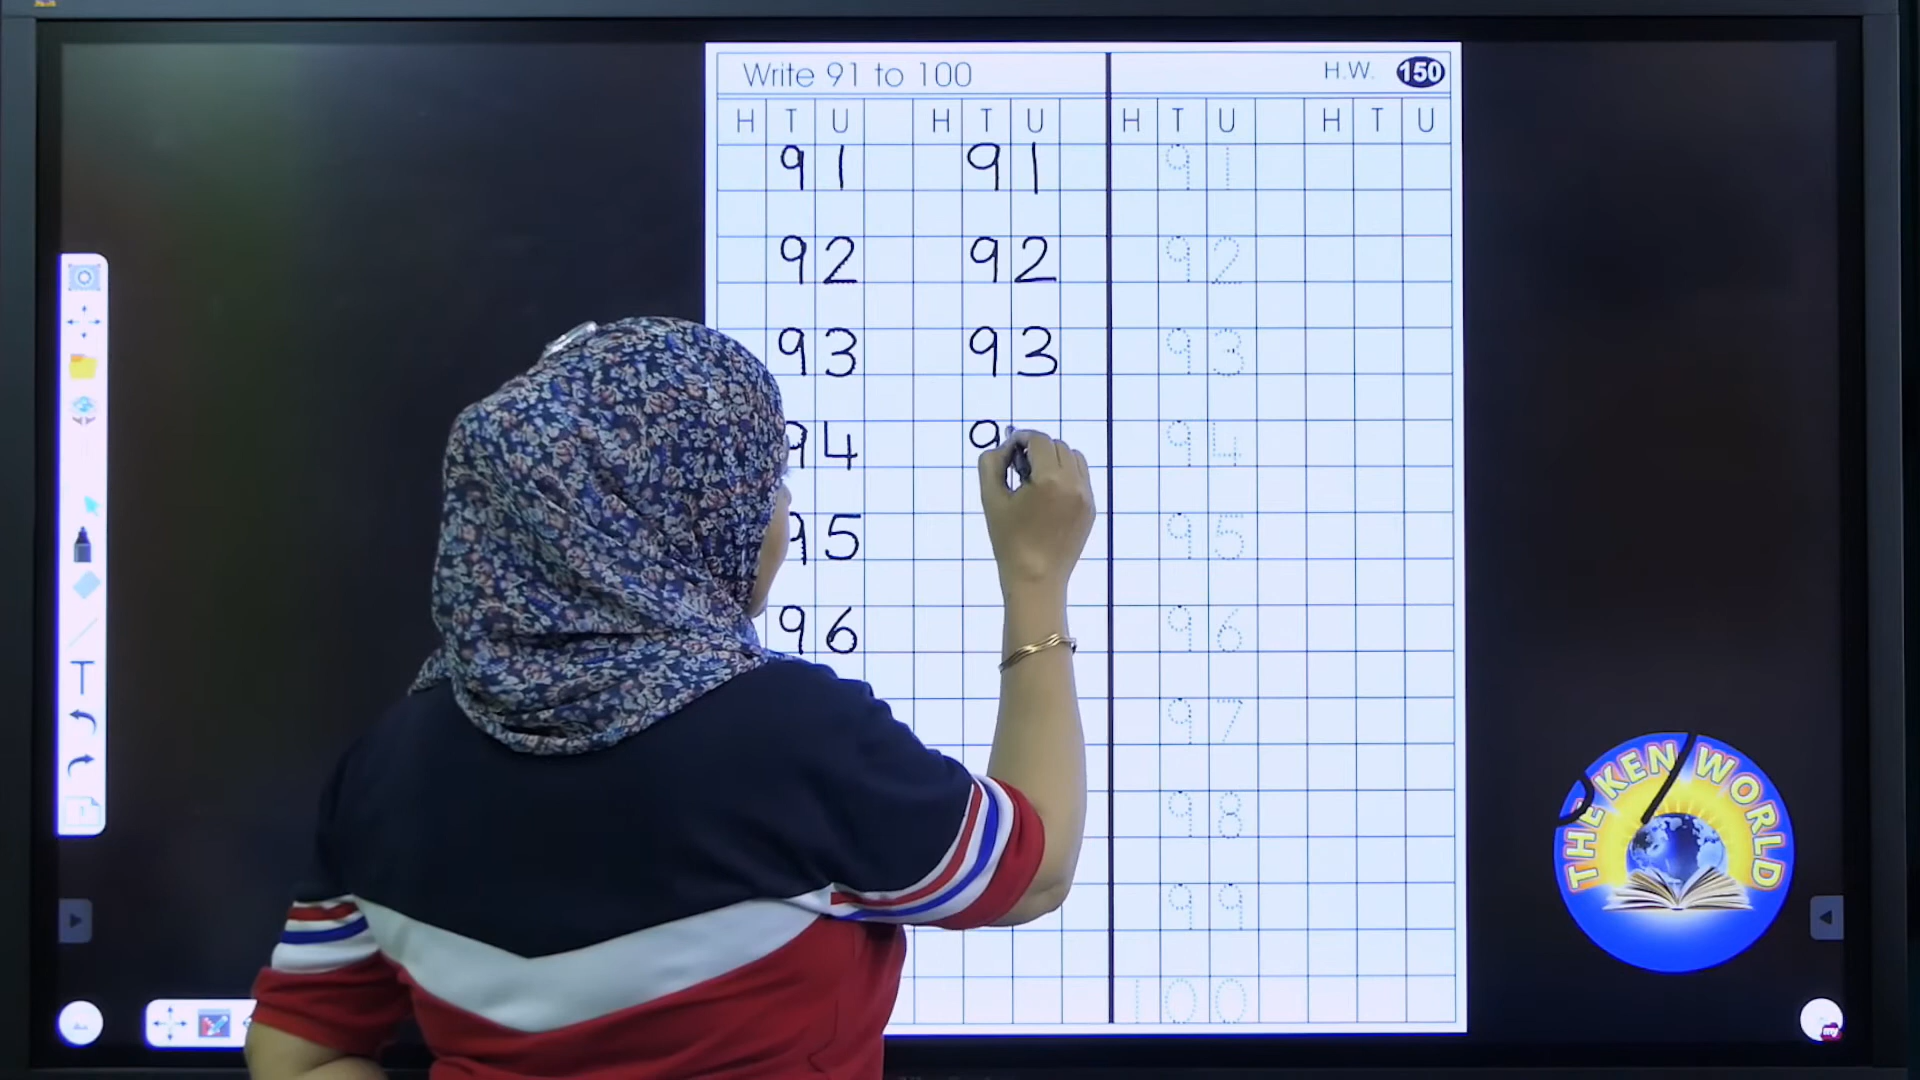 Write 91 to 100 H.W. 150
H T U H T U H T U H T U
91 91 91
92 92 92
93 93 93
94 9 94
95 95
96 96
97
98
99
100
T
THE KEN WORLD